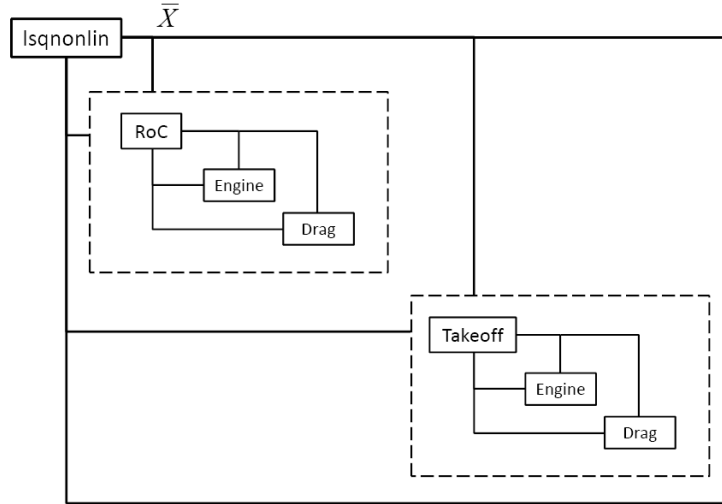 X̅
lsqnonlin
RoC
Engine
Drag
Takeoff
Engine
Drag